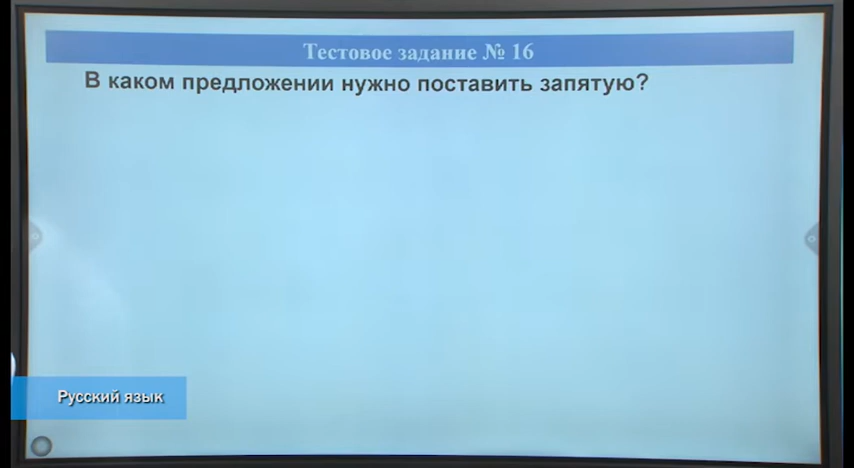 Тестовое задание № 16
В каком предложении нужно поставить запятую?
Русский язык